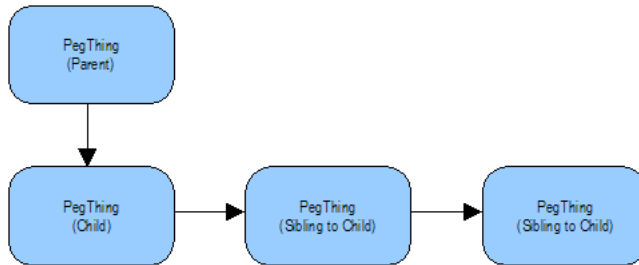 PegThing
(Parent)
PegThing
(Child)
PegThing
(Sibling to Child)
PegThing
(Sibling to Child)